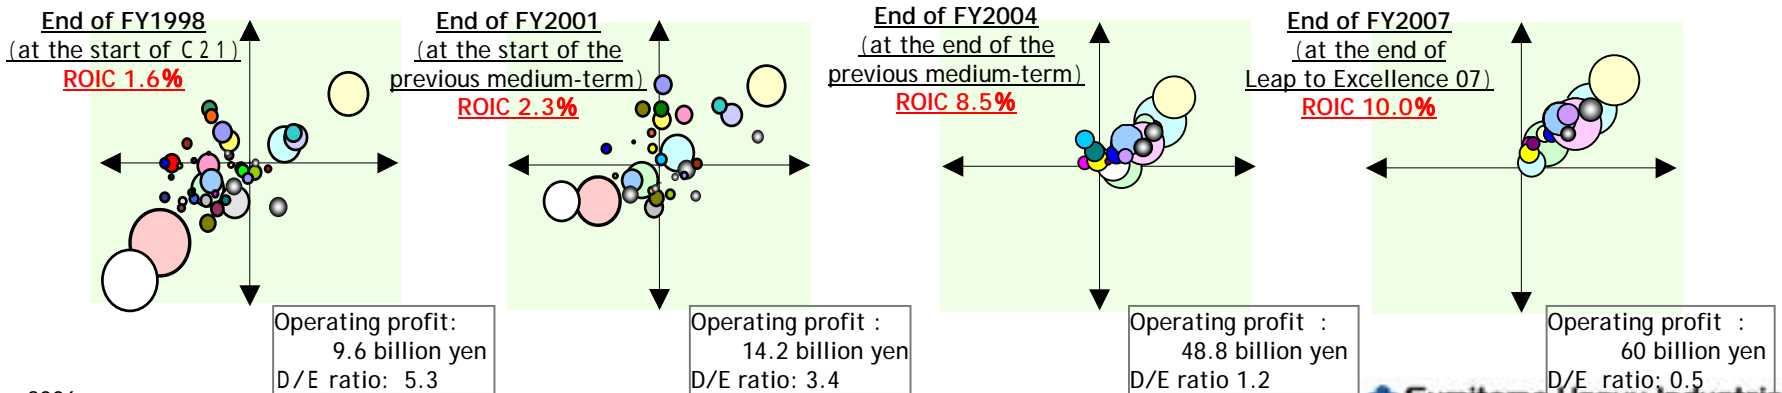 End of FY1998
(at the start of C21)
ROIC 1.6%
End of FY2001
(at the start of the
previous medium-term)
ROIC 2.3%
End of FY2004
(at the end of the
previous medium-term)
ROIC 8.5%
End of FY2007
(at the end of
Leap to Excellence 07)
ROIC 10.0%
Operating profit:
9.6 billion yen
D/E ratio: 5.3
Operating profit :
14.2 billion yen
D/E ratio: 3.4
Operating profit :
48.8 billion yen
D/E ratio 1.2
Operating profit :
60 billion yen
D/E ratio: 0.5